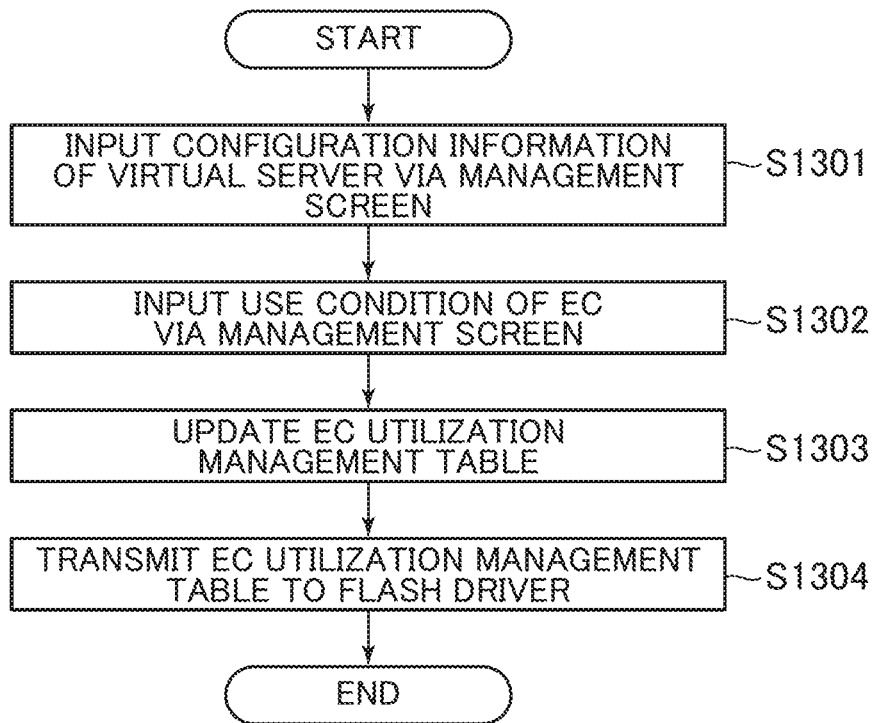 START
INPUT CONFIGURATION INFORMATION
OF VIRTUAL SERVER VIA MANAGEMENT
SCREEN
S1301
INPUT USE CONDITION OF EC
VIA MANAGEMENT SCREEN
S1302
UPDATE EC UTILIZATION
MANAGEMENT TABLE
S1303
TRANSMIT EC UTILIZATION MANAGEMENT
TABLE TO FLASH DRIVER
S1304
END